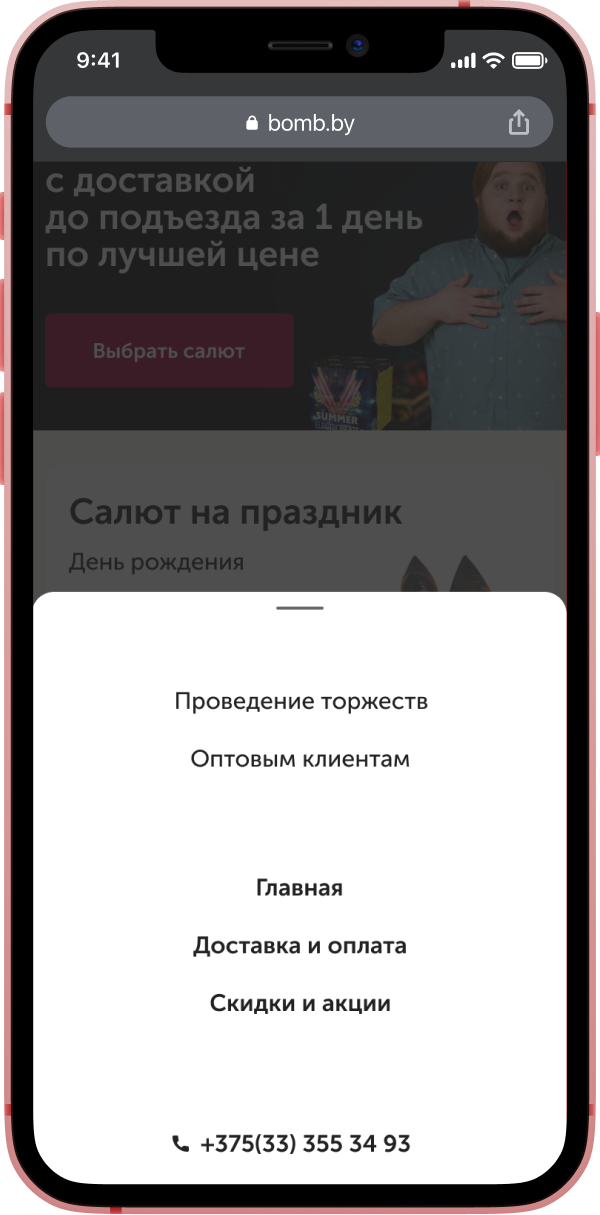 9:41
bomb.by
с доставкой
до подъезда за 1 день
по лучшей цене
Выбрать салют
SUMMER
Салют на праздник
День рождения
Проведение торжеств
Оптовым клиентам
Главная
Доставка и оплата
Скидки и акции
+375(33) 355 34 93